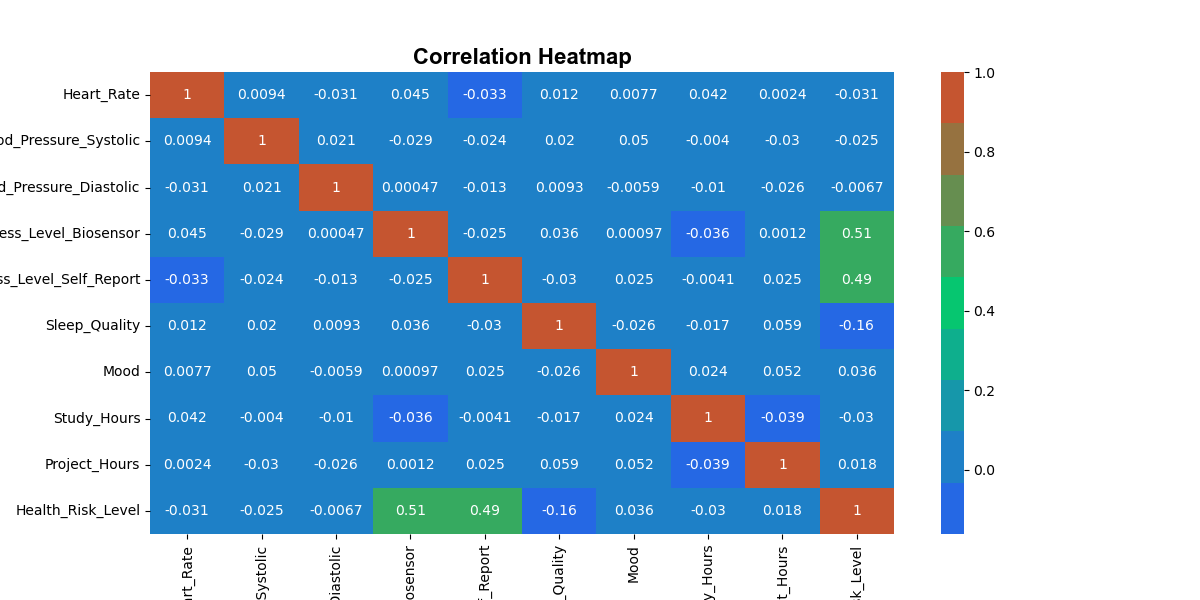 Correlation Heatmap
Heart_Rate 1 0.0094 -0.031 0.045 -0.033 0.012 0.0077 0.042 0.0024 -0.031 1.0
od_Pressure_Systolic 0.0094 1 0.021 -0.029 -0.024 0.02 0.05 -0.004 -0.03 -0.025 0.8
d_Pressure_Diastolic -0.031 0.021 1 0.00047 -0.013 0.0093 -0.0059 -0.01 -0.026 -0.0067
ess_Level_Biosensor 0.045 -0.029 0.00047 1 -0.025 0.036 0.00097 -0.036 0.0012 0.51 0.6
ss_Level_Self_Report -0.033 -0.024 -0.013 -0.025 1 -0.03 0.025 -0.0041 0.025 0.49
Sleep_Quality 0.012 0.02 0.0093 0.036 -0.03 1 -0.026 -0.017 0.059 -0.16 0.4
Mood 0.0077 0.05 -0.0059 0.00097 0.025 -0.026 1 0.024 0.052 0.036 0.2
Study_Hours 0.042 -0.004 -0.01 -0.036 -0.0041 -0.017 0.024 1 -0.039 -0.03
Project_Hours 0.0024 -0.03 -0.026 0.0012 0.025 0.059 0.052 -0.039 1 0.018 0.0
Health_Risk_Level -0.031 -0.025 -0.0067 0.51 0.49 -0.16 0.036 -0.03 0.018 1
art_Rate
Systolic
Diastolic
osensor
f_Report
_Quality
Mood
y_Hours
t_Hours
sk_Level